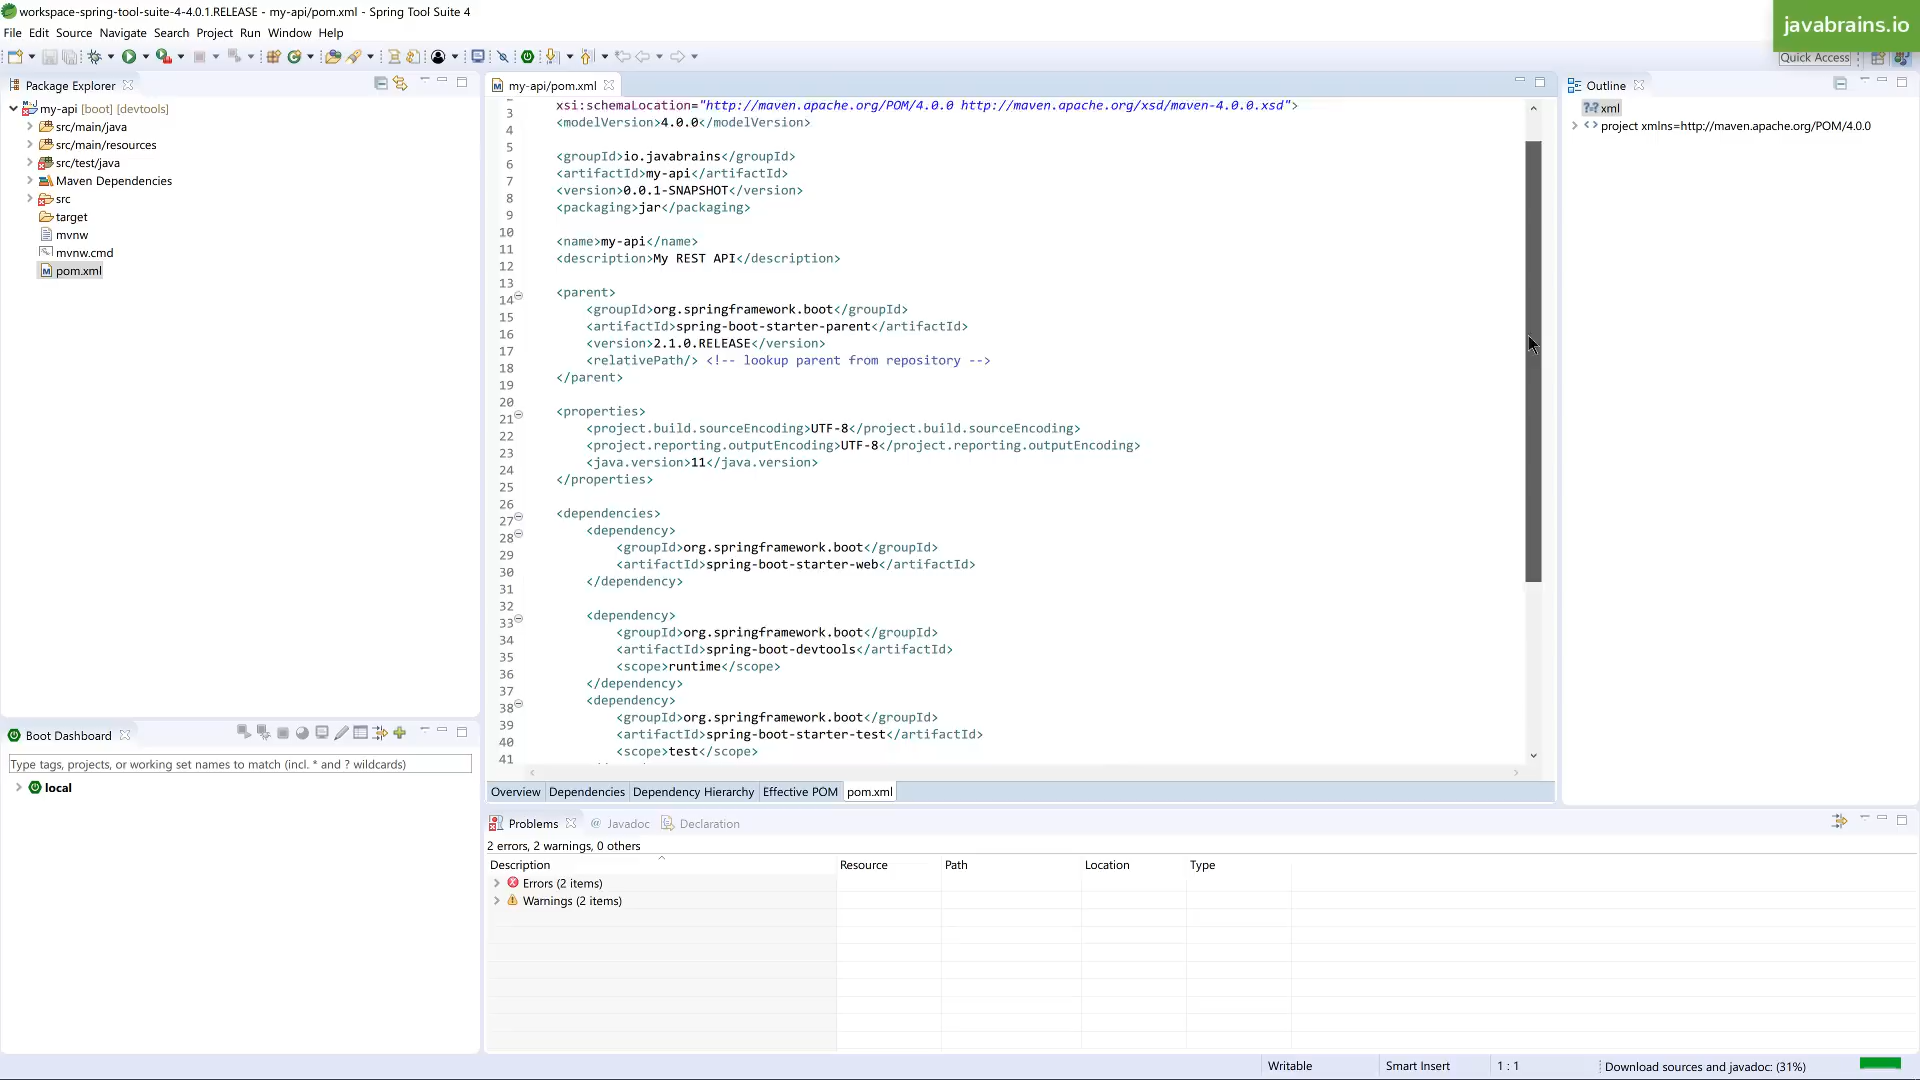 workspace-spring-tool-suite-4-4.0.1.RELEASE - my-api/pom.xml - Spring Tool Suite 4
javabrains.io
File Edit Source Navigate Search Project Run Window Help
Quick Access
Package Explorer
my-api [boot] [devtools]
src/main/java
src/main/resources
src/test/java
Maven Dependencies
src
target
mvnw
mvnw.cmd
pom.xml
Boot Dashboard
Type tags, projects, or working set names to match (incl. * and ? wildcards)
local
my-api/pom.xml
3 xsi:schemaLocation="http://maven.apache.org/POM/4.0.0 http://maven.apache.org/xsd/maven-4.0.0.xsd">
4 <modelVersion>4.0.0</modelVersion>
5
6 <groupId>io.javabrains</groupId>
7 <artifactId>my-api</artifactId>
8 <version>0.0.1-SNAPSHOT</version>
9 <packaging>jar</packaging>
10
11 <name>my-api</name>
12 <description>My REST API</description>
13
14 <parent>
15 <groupId>org.springframework.boot</groupId>
16 <artifactId>spring-boot-starter-parent</artifactId>
17 <version>2.1.0.RELEASE</version>
18 <relativePath/> <!-- lookup parent from repository -->
19 </parent>
20
21 <properties>
22 <project.build.sourceEncoding>UTF-8</project.build.sourceEncoding>
23 <project.reporting.outputEncoding>UTF-8</project.reporting.outputEncoding>
24 <java.version>11</java.version>
25 </properties>
26
27 <dependencies>
28 <dependency>
29 <groupId>org.springframework.boot</groupId>
30 <artifactId>spring-boot-starter-web</artifactId>
31 </dependency>
32
33 <dependency>
34 <groupId>org.springframework.boot</groupId>
35 <artifactId>spring-boot-devtools</artifactId>
36 <scope>runtime</scope>
37 </dependency>
38 <dependency>
39 <groupId>org.springframework.boot</groupId>
40 <artifactId>spring-boot-starter-test</artifactId>
41 <scope>test</scope>
Overview Dependencies Dependency Hierarchy Effective POM pom.xml
Outline
?-? xml
project xmlns=http://maven.apache.org/POM/4.0.0
Problems @ Javadoc Declaration
2 errors, 2 warnings, 0 others
Description Resource Path Location Type
Errors (2 items)
Warnings (2 items)
Writable Smart Insert 1 : 1 Download sources and javadoc: (31%)